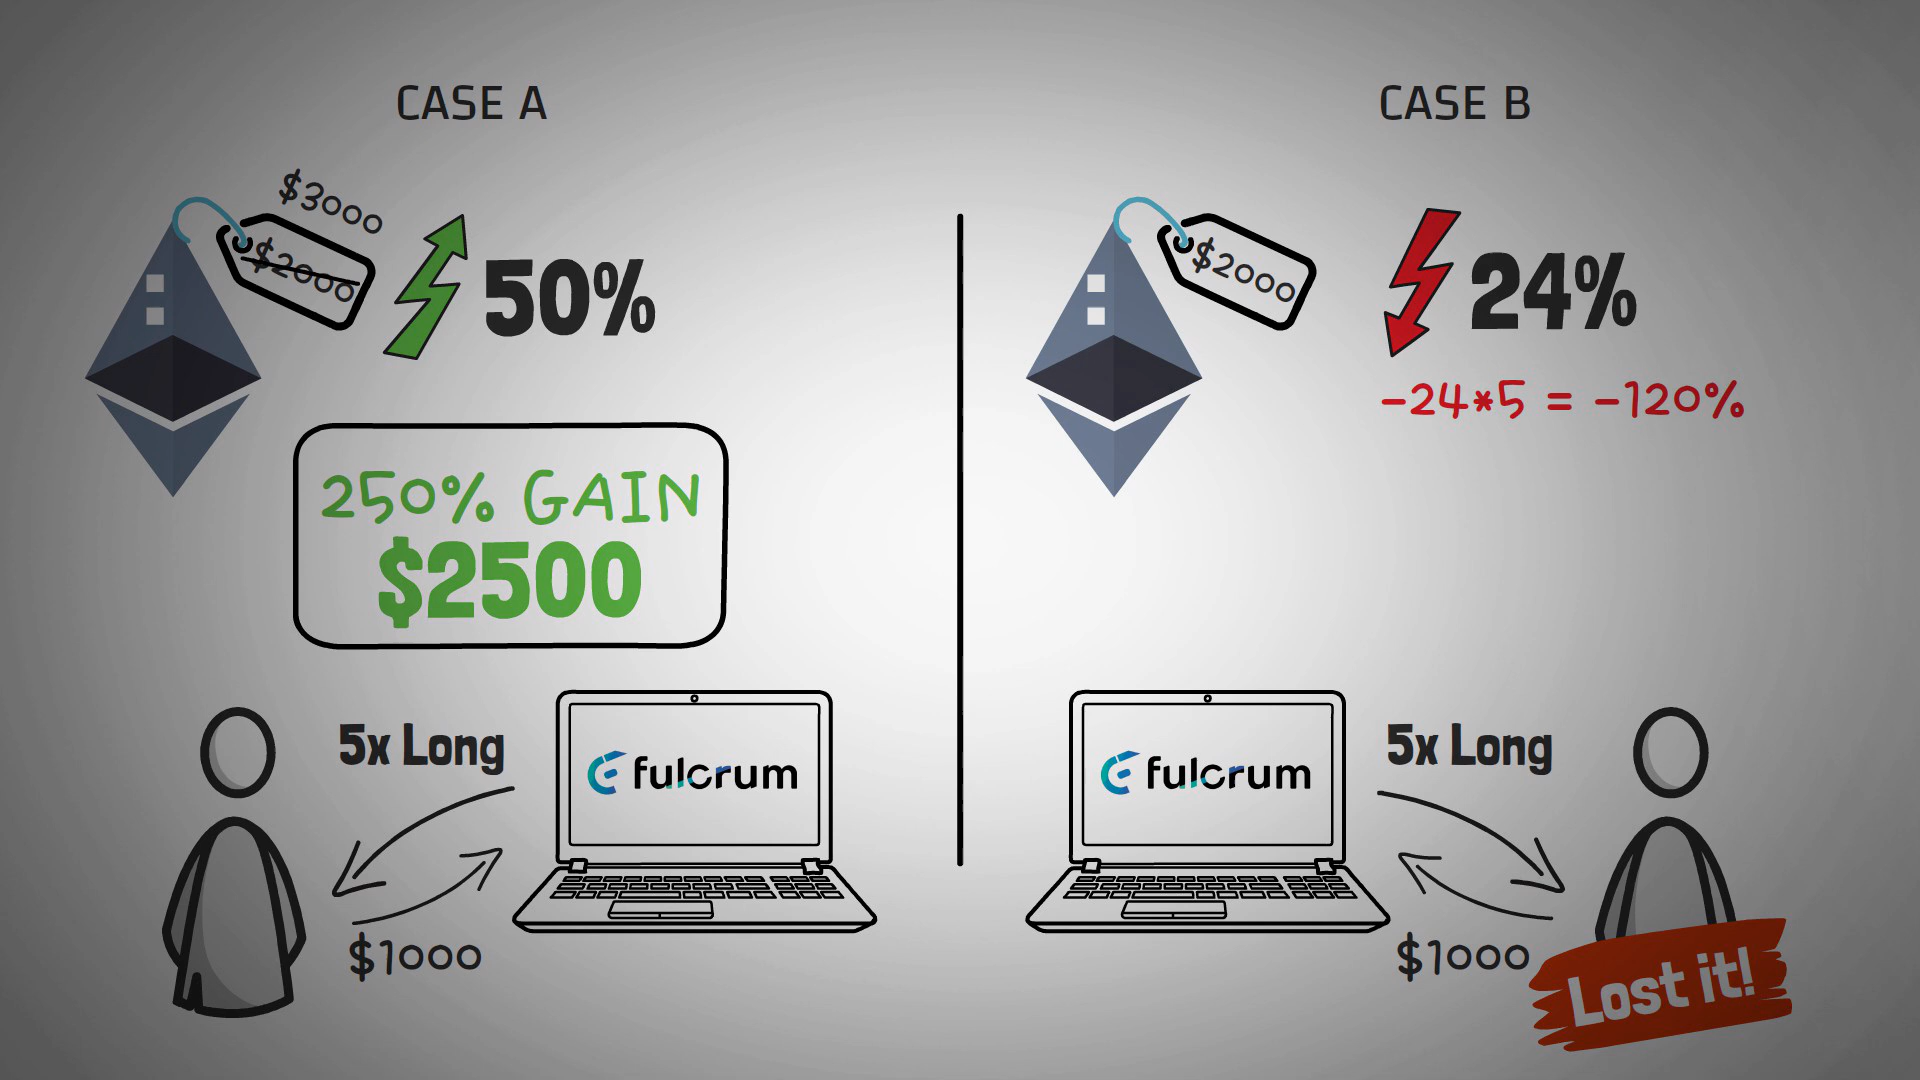 CASE A
$3000
$2000
50%
250% GAIN
$2500
5x Long
fulcrum
$1000
CASE B
$2000
24%
-24*5 = -120%
fulcrum
5x Long
$1000
Lost it!